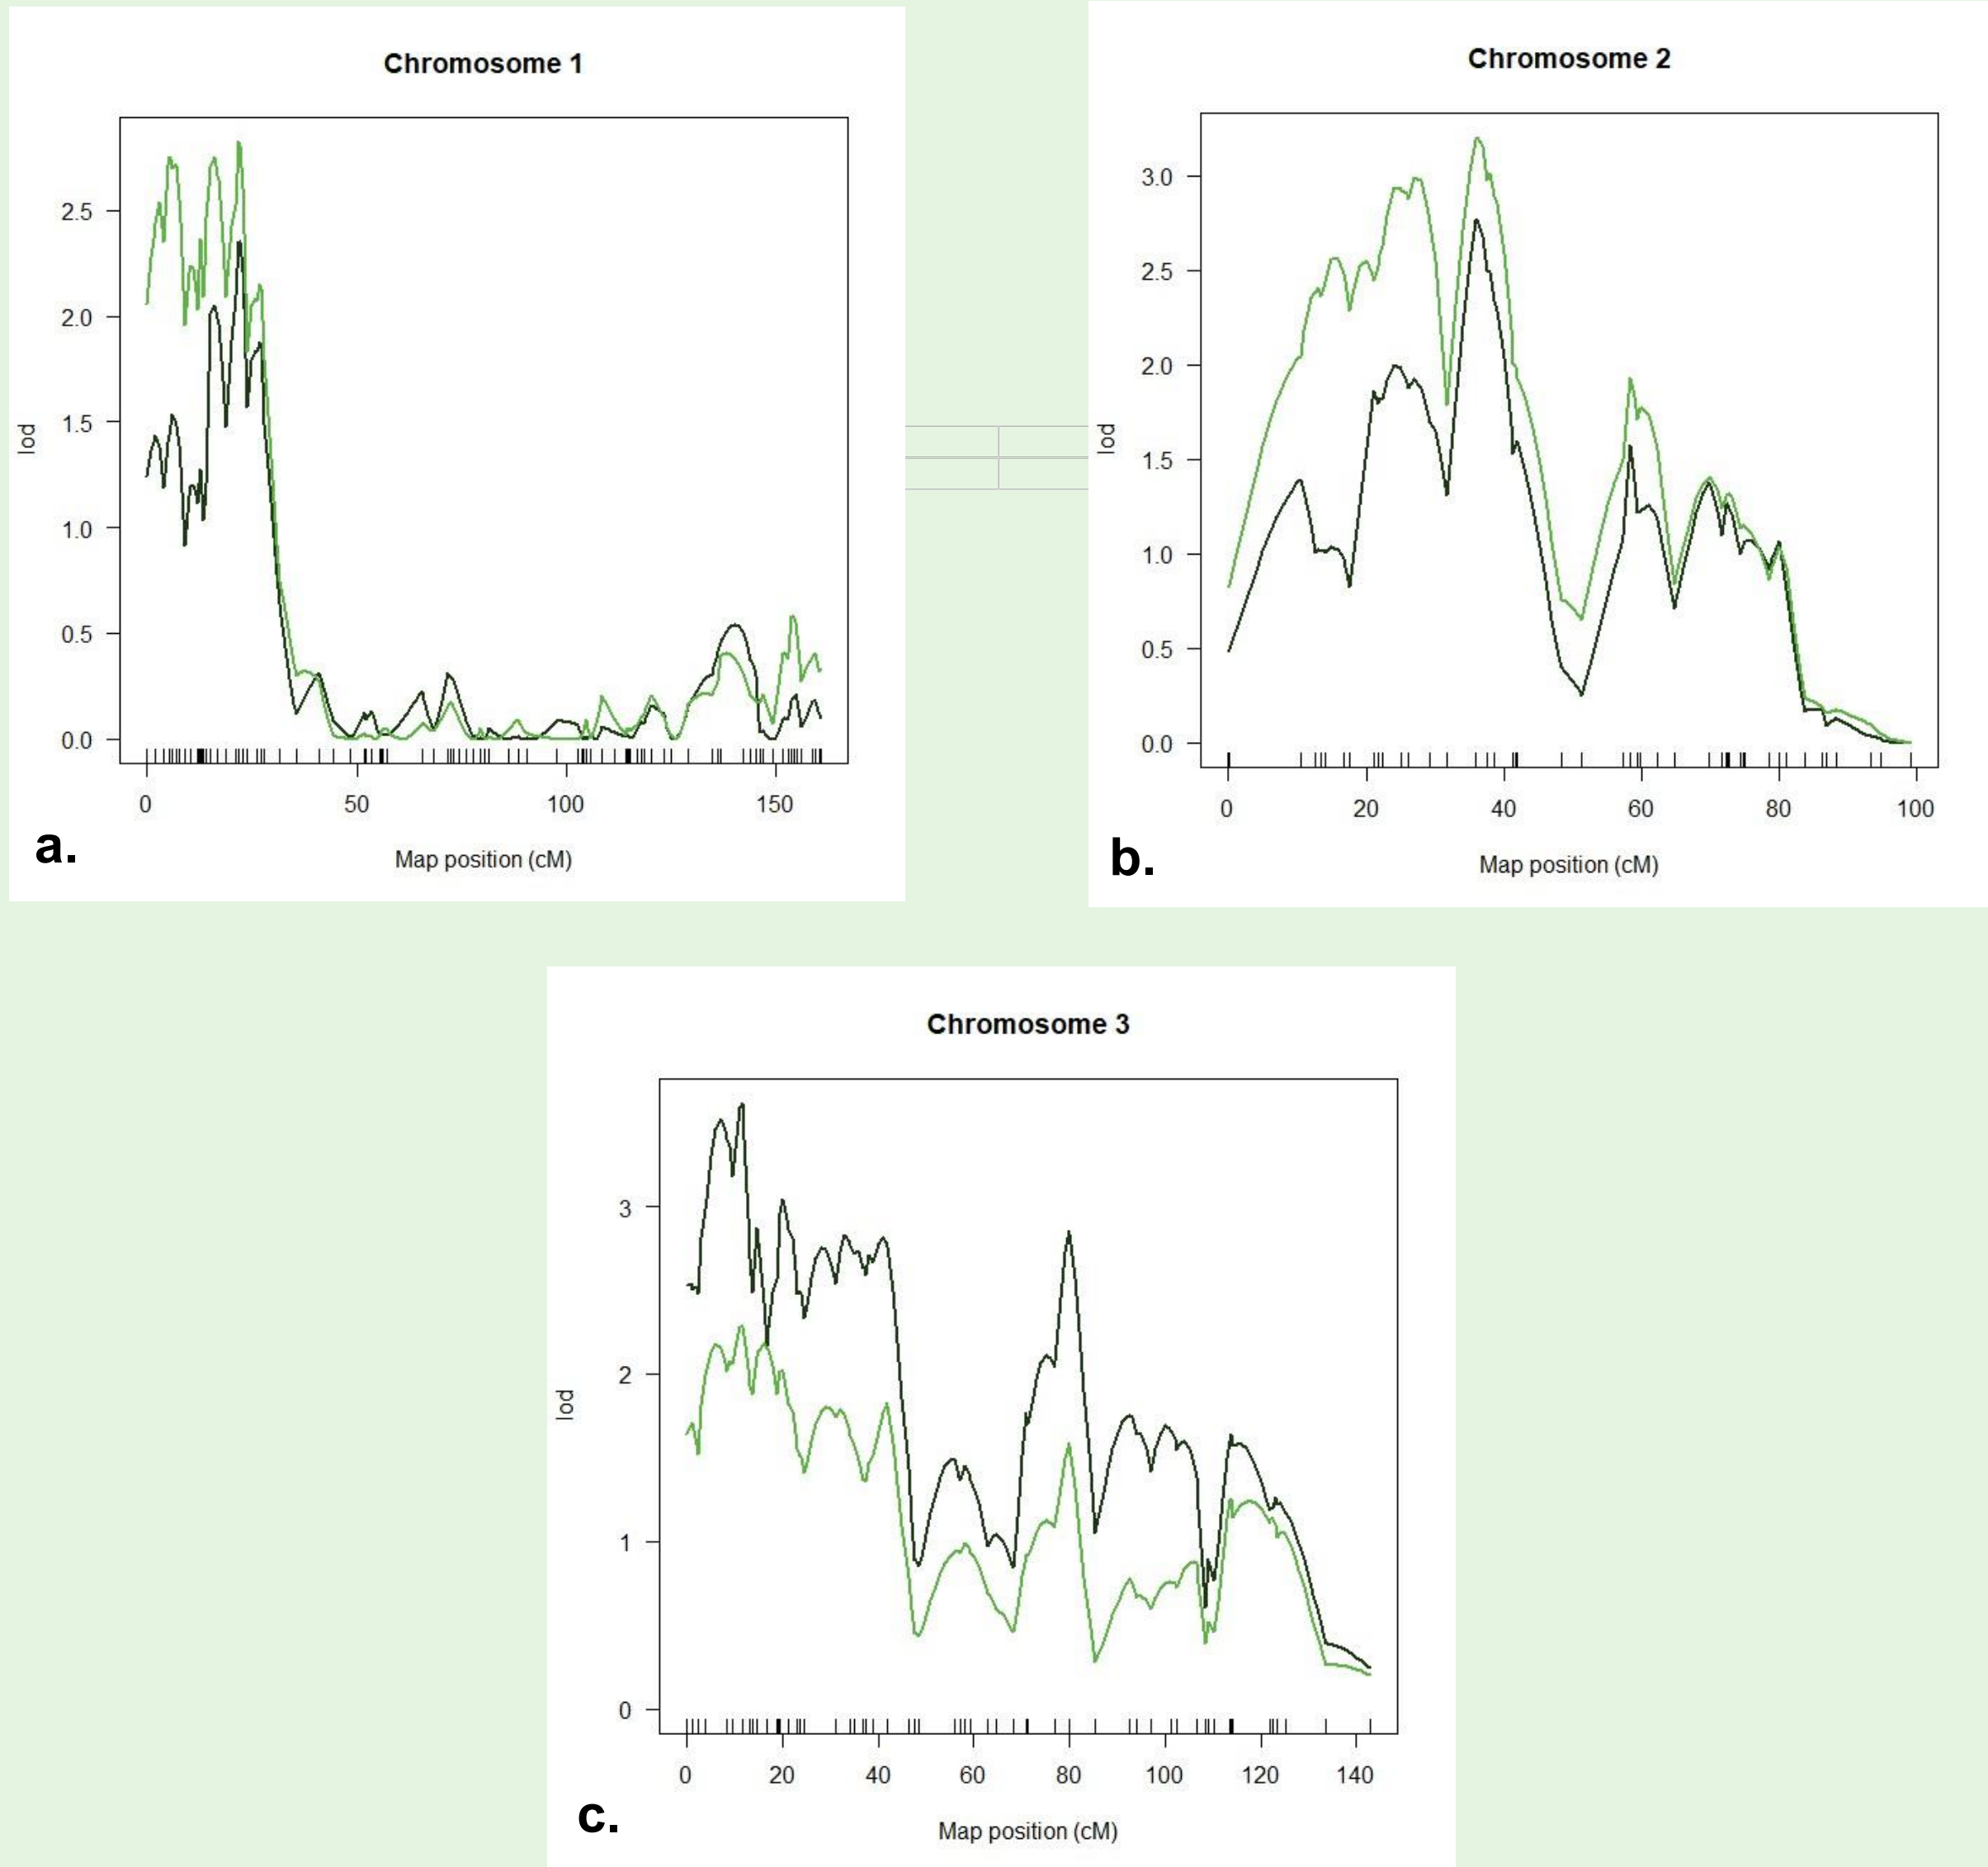 Chromosome 1
2.5
2.0
1.5
1.0
0.5
0.0
lod
0 50 100 150
Map position (cM)
a.
Chromosome 2
3.0
2.5
2.0
1.5
1.0
0.5
0.0
lod
0 20 40 60 80 100
Map position (cM)
b.
Chromosome 3
3
2
1
0
lod
0 20 40 60 80 100 120 140
Map position (cM)
c.